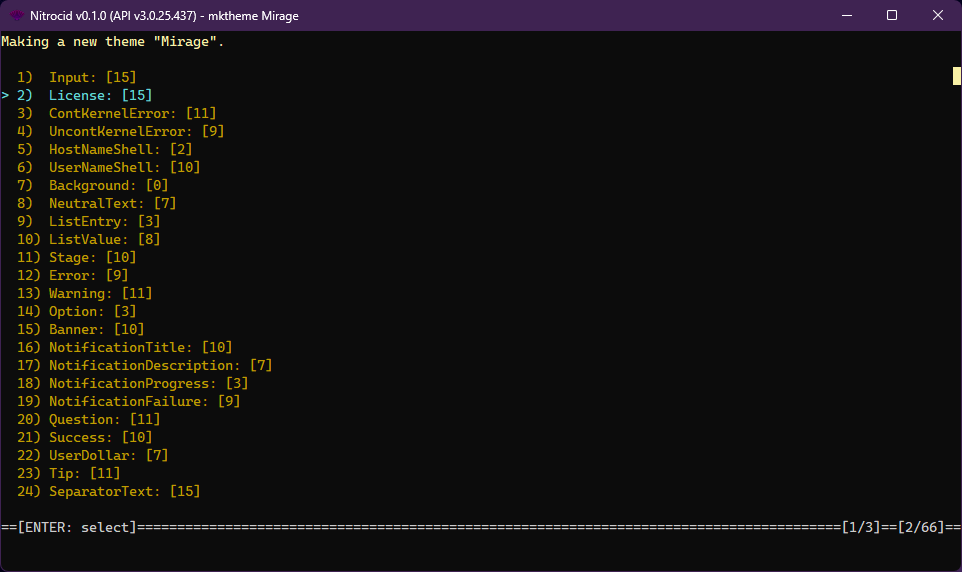 Nitrocid v0.1.0 (API v3.0.25.437) - mktheme Mirage
Making a new theme "Mirage".
1) Input: [15]
> 2) License: [15]
3) ContKernelError: [11]
4) UncontKernelError: [9]
5) HostNameShell: [2]
6) UserNameShell: [10]
7) Background: [0]
8) NeutralText: [7]
9) ListEntry: [3]
10) ListValue: [8]
11) Stage: [10]
12) Error: [9]
13) Warning: [11]
14) Option: [3]
15) Banner: [10]
16) NotificationTitle: [10]
17) NotificationDescription: [7]
18) NotificationProgress: [3]
19) NotificationFailure: [9]
20) Question: [11]
21) Success: [10]
22) UserDollar: [7]
23) Tip: [11]
24) SeparatorText: [15]
==[ENTER: select]========================================================================================[1/3]==[2/66]==